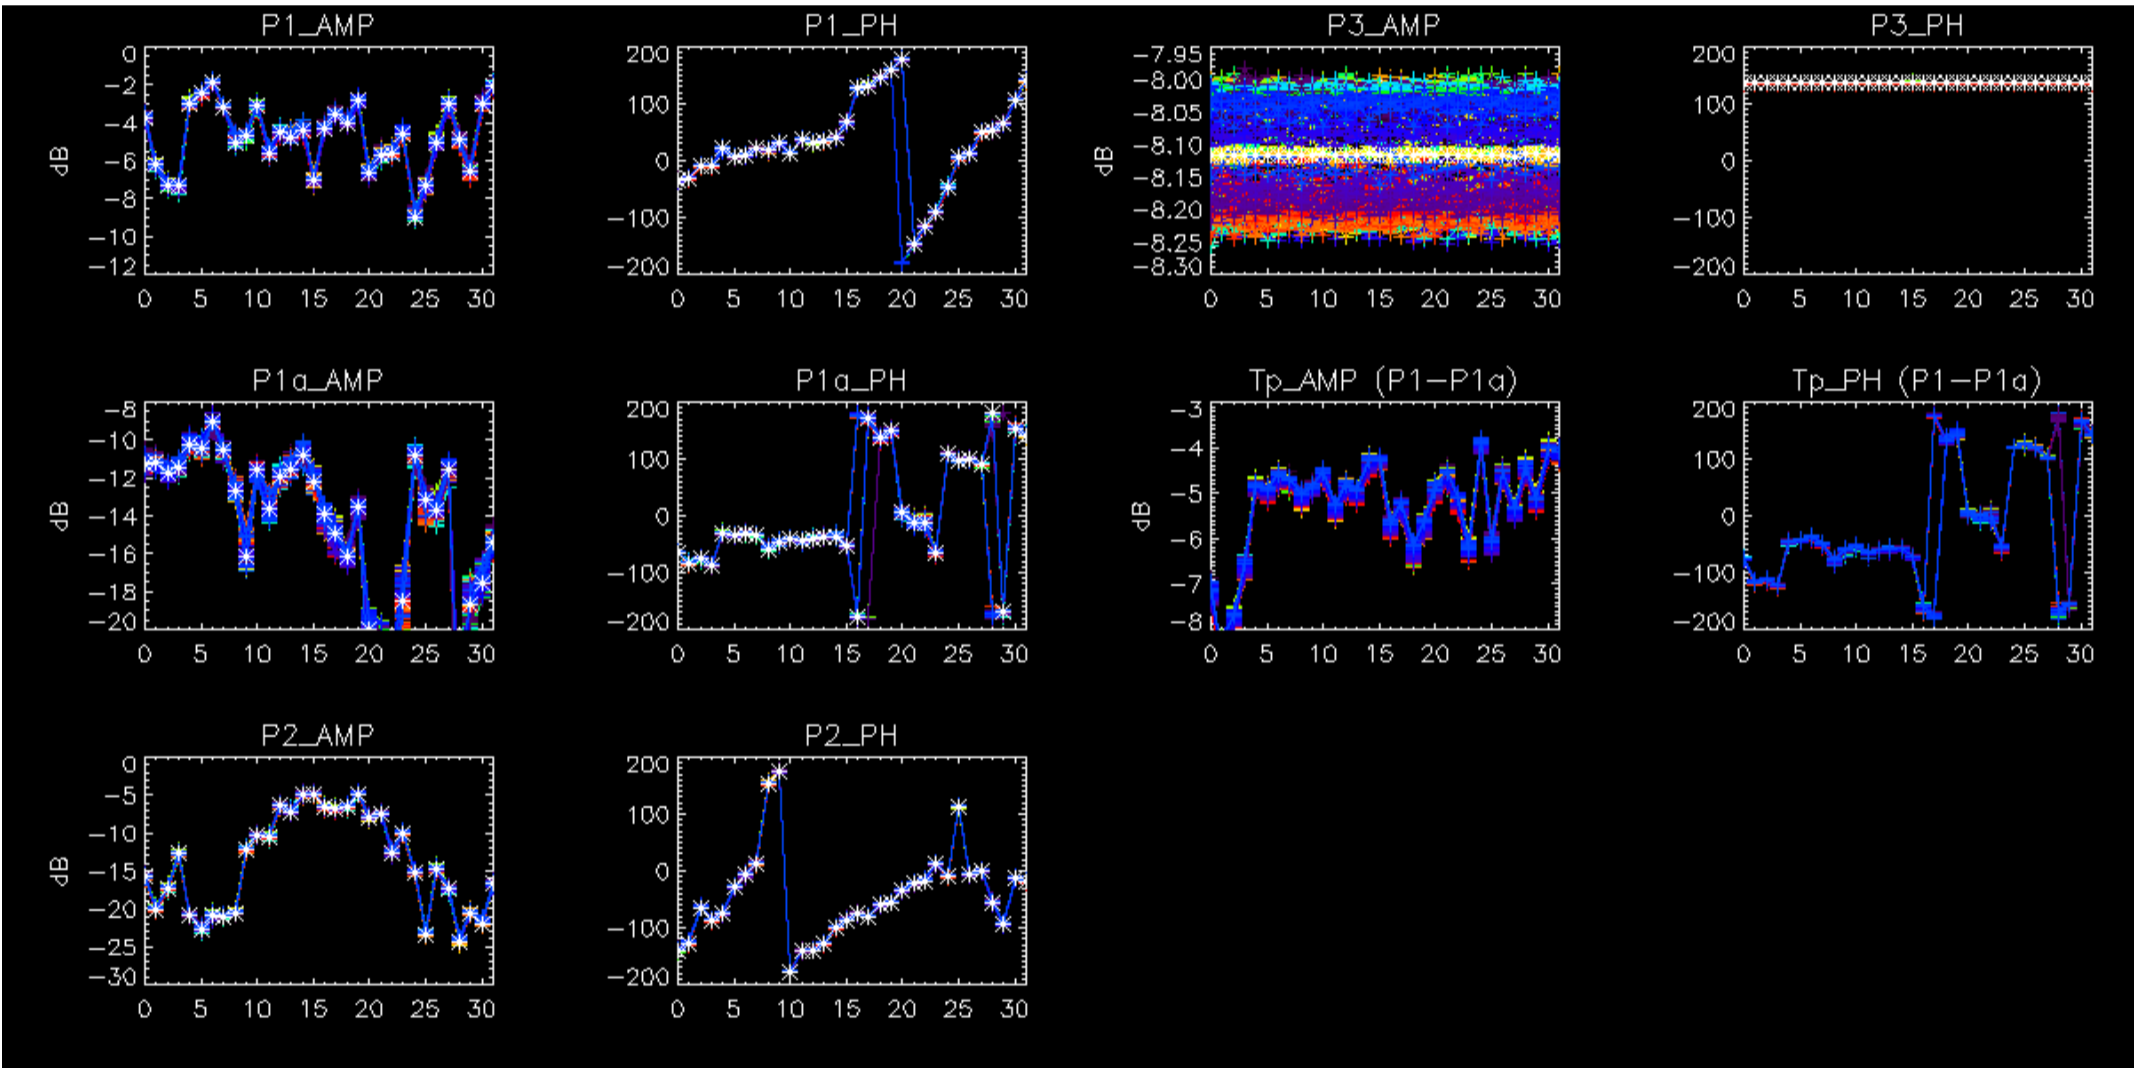 P1_AMP
P1_PH
P3_AMP
P3_PH
0
−2
−4
−6
−8
−10
−12
dB
0 5 10 15 20 25 30
200
100
0
−100
−200
0 5 10 15 20 25 30
−7.95
−8.00
−8.05
−8.10
−8.15
−8.20
−8.25
−8.30
dB
0 5 10 15 20 25 30
200
100
0
−100
−200
0 5 10 15 20 25 30
P1a_AMP
P1a_PH
Tp_AMP (P1−P1a)
Tp_PH (P1−P1a)
−8
−10
−12
−14
−16
−18
−20
dB
0 5 10 15 20 25 30
200
100
0
−100
−200
0 5 10 15 20 25 30
−3
−4
−5
−6
−7
−8
dB
0 5 10 15 20 25 30
200
100
0
−100
−200
0 5 10 15 20 25 30
P2_AMP
P2_PH
0
−5
−10
−15
−20
−25
−30
dB
0 5 10 15 20 25 30
200
100
0
−100
−200
0 5 10 15 20 25 30